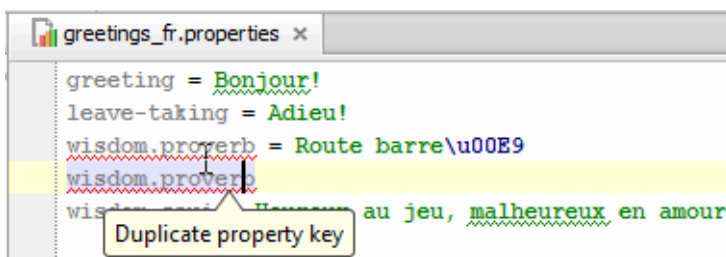 greetings_fr.properties ×
greeting = Bonjour!
leave-taking = Adieu!
wisdom.proverb = Route barre\u00E9
wisdom.proverb
au jeu, malheureux en amour
Duplicate property key